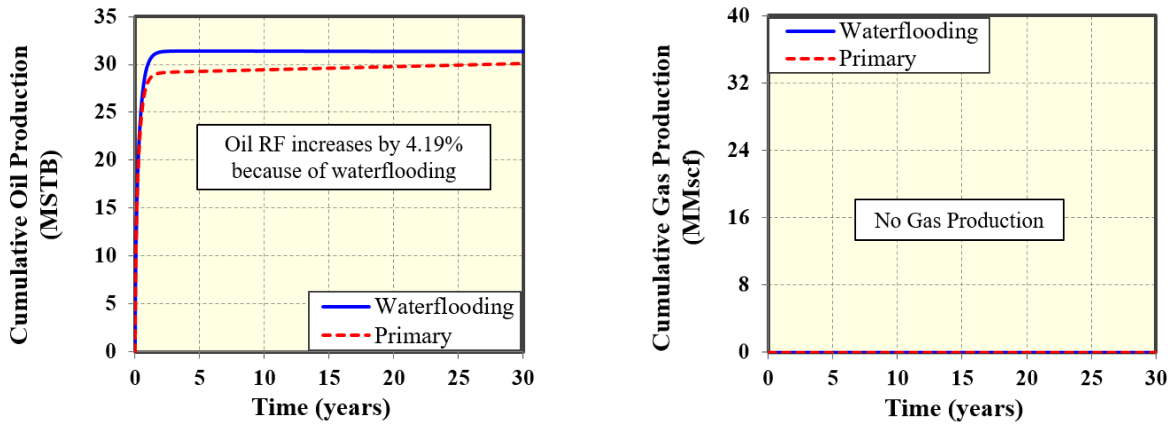 Cumulative Oil Production
(MSTB)
35
30
25
20
15
10
5
0
Oil RF increases by 4.19%
because of waterflooding
Waterflooding
Primary
0 5 10 15 20 25 30
Time (years)
Cumulative Gas Production
(MMscf)
40
32
24
16
8
0
Waterflooding
Primary
No Gas Production
0 5 10 15 20 25 30
Time (years)